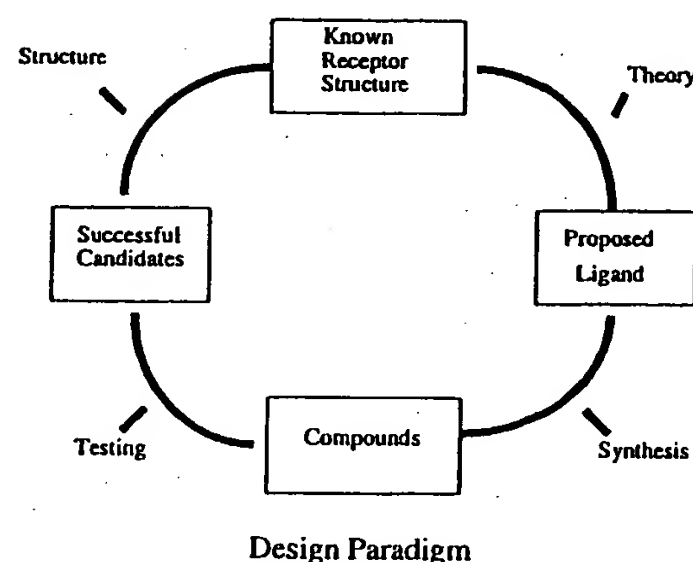 Known
Receptor
Structure
Structure
Theory
Successful
Candidates
Proposed
Ligand
Compounds
Testing
Synthesis
Design Paradigm